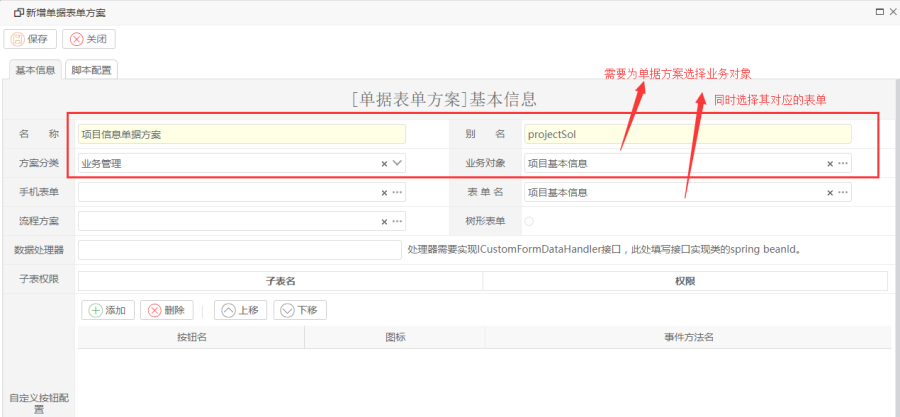 新增单据表单方案
保存 关闭
基本信息 脚本配置
需要为单据方案选择业务对象
同时选择其对应的表单
[单据表单方案]基本信息
名 称 项目信息单据方案 别 名 projectSol
方案分类 业务管理 业务对象 项目基本信息
手机表单 表 单 名 项目基本信息
流程方案 树形表单
数据处理器 处理器需要实现ICustomFormDataHandler接口，此处填写接口实现类的spring beanId。
子表权限 子表名 权限
添加 删除 上移 下移
按钮名 图标 事件方法名
自定义按钮配
置